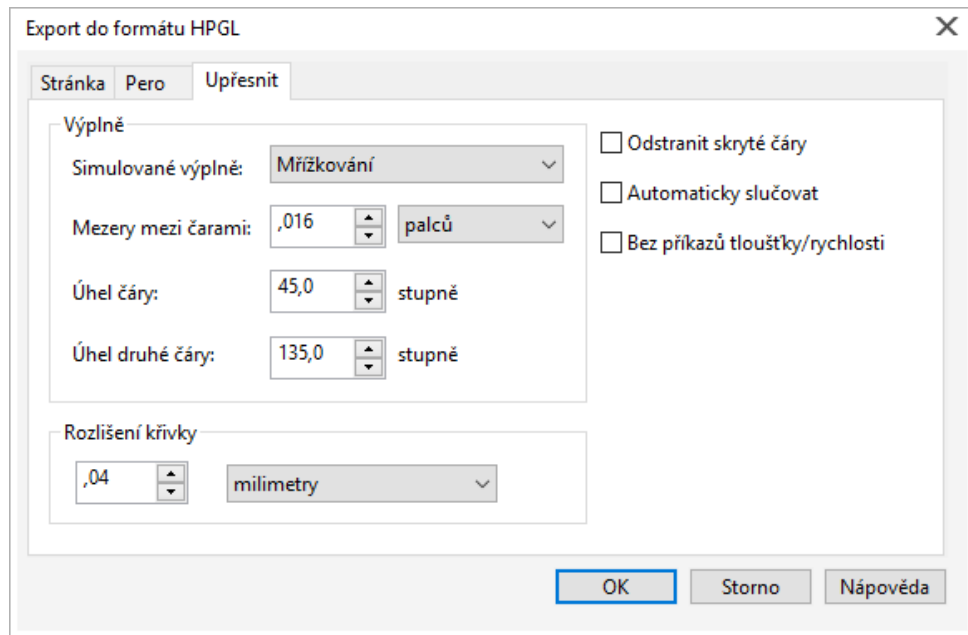 Export do formátu HPGL
Stránka Pero Upřesnit
Výplně
Simulované výplně: Mřížkování
Mezery mezi čarami: ,016 palců
Úhel čáry: 45,0 stupně
Úhel druhé čáry: 135,0 stupně
Odstranit skryté čáry
Automaticky slučovat
Bez příkazů tloušťky/rychlosti
Rozlišení křivky
,04 milimetry
OK Storno Nápověda